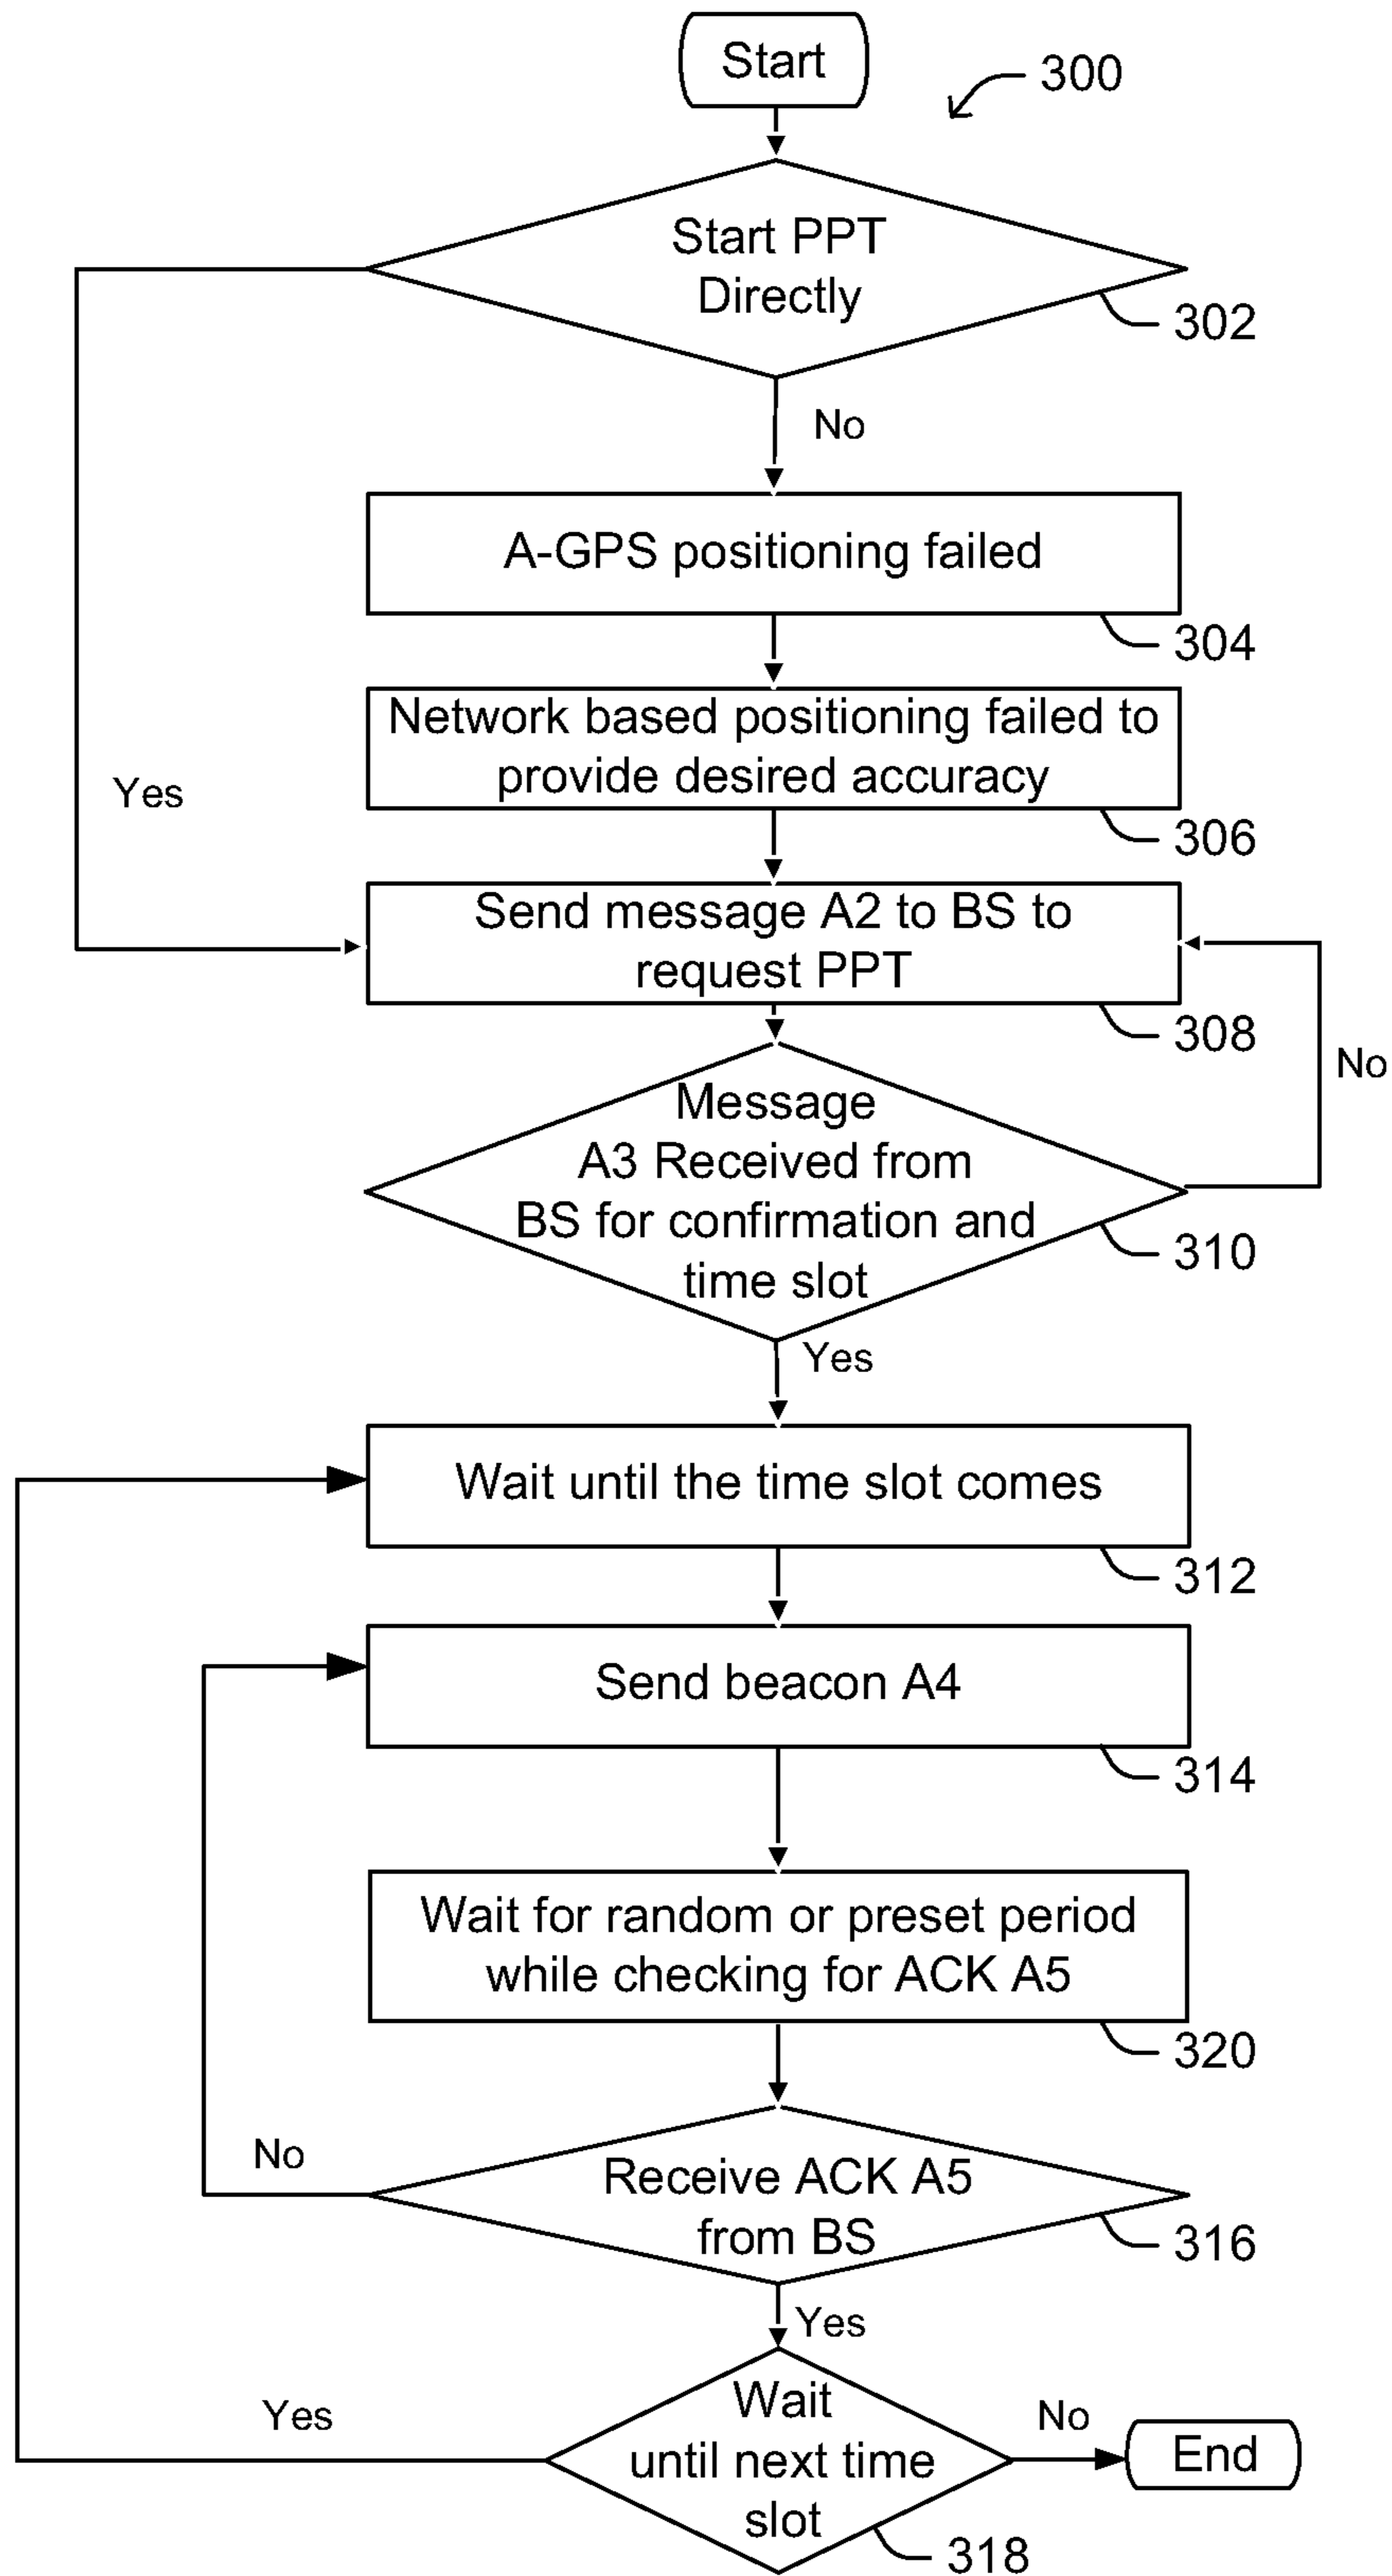 Start
300
Start PPT
Directly
302
No
A-GPS positioning failed
304
Network based positioning failed to
provide desired accuracy
306
Yes
Send message A2 to BS to
request PPT
308
No
Message
A3 Received from
BS for confirmation and
time slot
310
Yes
Wait until the time slot comes
312
Send beacon A4
314
Wait for random or preset period
while checking for ACK A5
320
No
Receive ACK A5
from BS
316
Yes
Yes
Wait
until next time
slot
No
End
318